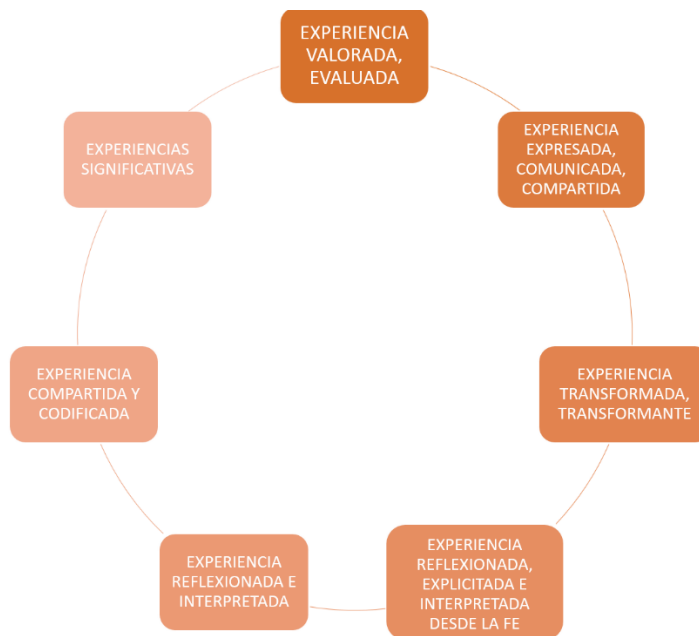 EXPERIENCIA
VALORADA,
EVALUADA
EXPERIENCIA
EXPRESADA,
COMUNICADA,
COMPARTIDA
EXPERIENCIA
TRANSFORMADA,
TRANSFORMANTE
EXPERIENCIA
REFLEXIONADA,
EXPLICITADA E
INTERPRETADA
DESDE LA FE
EXPERIENCIA
REFLEXIONADA E
INTERPRETADA
EXPERIENCIA
COMPARTIDA Y
CODIFICADA
EXPERIENCIAS
SIGNIFICATIVAS